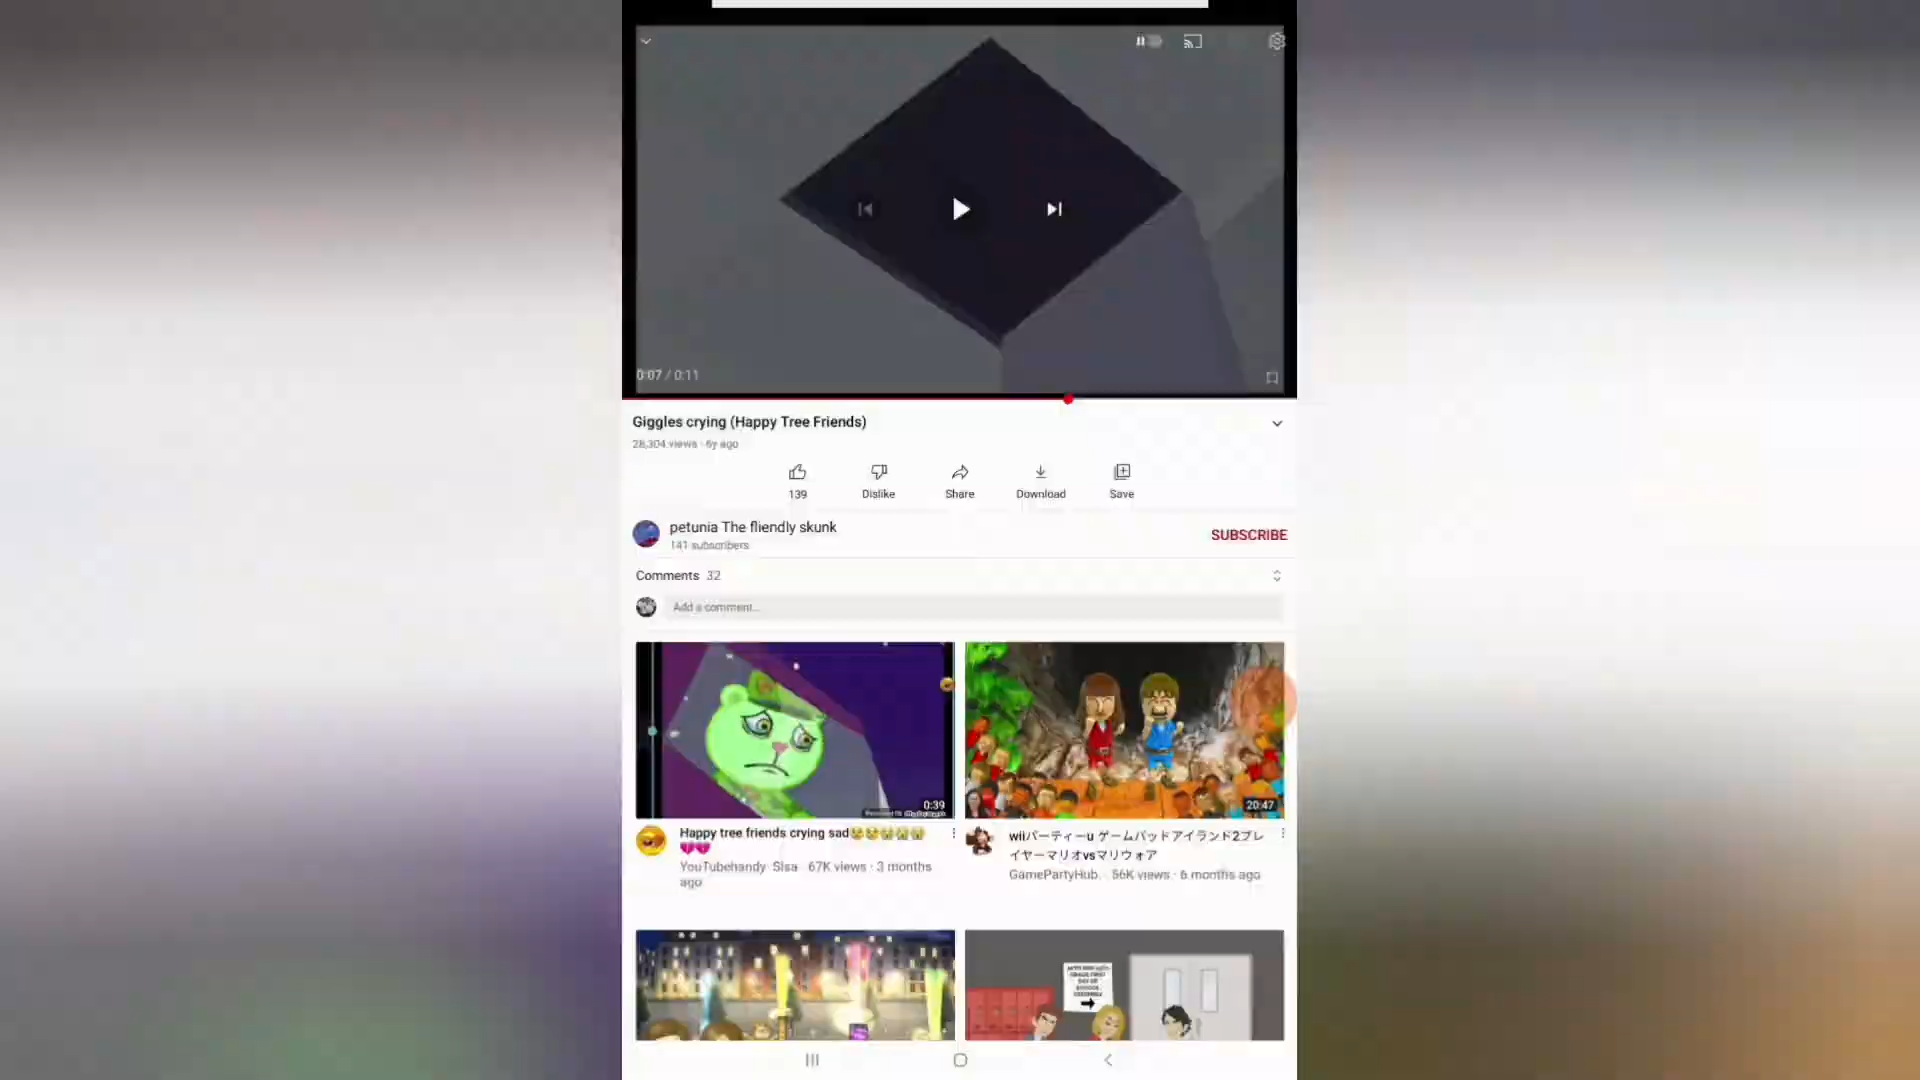 0:07 / 0:11
Giggles crying (Happy Tree Friends)
28,304 views · 6y ago
139
Dislike
Share
Download
Save
petunia The fliendly skunk
141 subscribers
SUBSCRIBE
Comments 32
Add a comment...
0:39
20:47
Happy tree friends crying sad😢😢😭😭😭
💔💔
YouTubehandy Slsa · 67K views · 3 months
ago
wiiパーティーu ゲームパッドアイランド2プレ
イヤーマリオvsマリウォア
GamePartyHub. · 56K views · 6 months ago